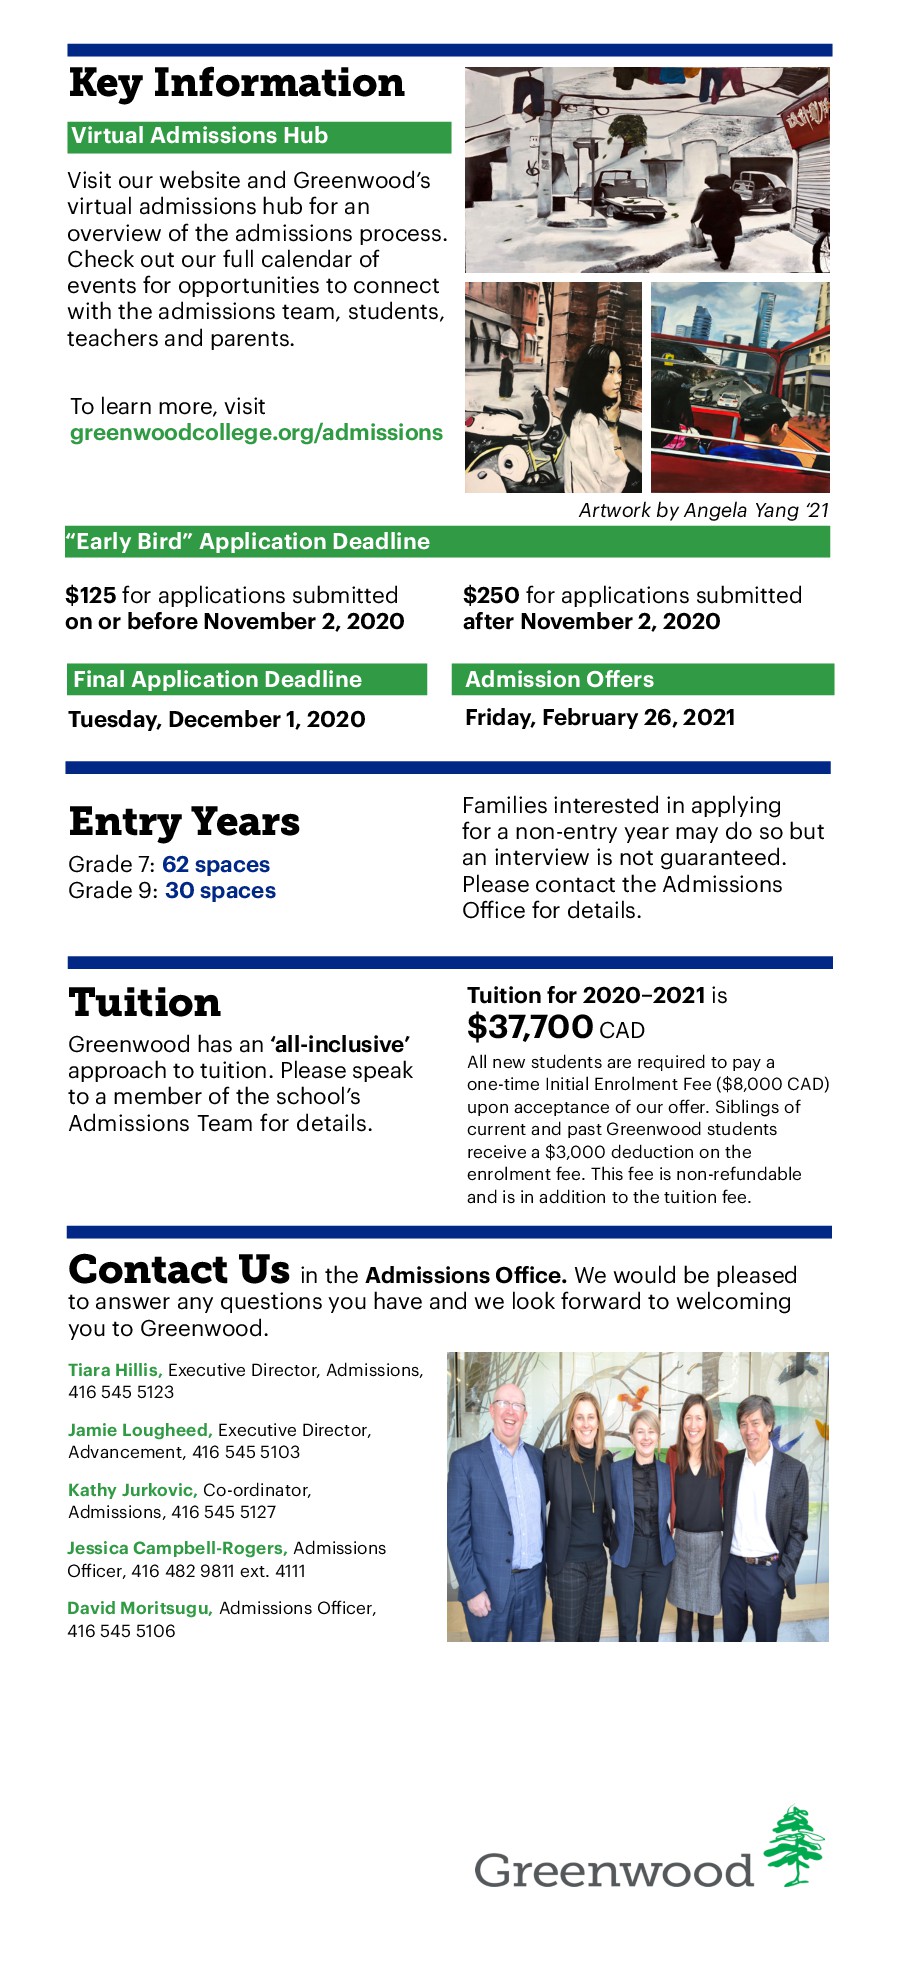 Key Information
Virtual Admissions Hub
Visit our website and Greenwood’s
virtual admissions hub for an
overview of the admissions process.
Check out our full calendar of
events for opportunities to connect
with the admissions team, students,
teachers and parents.
To learn more, visit
greenwoodcollege.org/admissions
Artwork by Angela Yang ‘21
“Early Bird” Application Deadline
$125 for applications submitted
on or before November 2, 2020
$250 for applications submitted
after November 2, 2020
Final Application Deadline
Tuesday, December 1, 2020
Admission Offers
Friday, February 26, 2021
Entry Years
Grade 7: 62 spaces
Grade 9: 30 spaces
Families interested in applying
for a non-entry year may do so but
an interview is not guaranteed.
Please contact the Admissions
Office for details.
Tuition
Greenwood has an ‘all-inclusive’
approach to tuition. Please speak
to a member of the school’s
Admissions Team for details.
Tuition for 2020–2021 is
$37,700 CAD
All new students are required to pay a
one-time Initial Enrolment Fee ($8,000 CAD)
upon acceptance of our offer. Siblings of
current and past Greenwood students
receive a $3,000 deduction on the
enrolment fee. This fee is non-refundable
and is in addition to the tuition fee.
Contact Us in the Admissions Office. We would be pleased
to answer any questions you have and we look forward to welcoming
you to Greenwood.
Tiara Hillis, Executive Director, Admissions,
416 545 5123
Jamie Lougheed, Executive Director,
Advancement, 416 545 5103
Kathy Jurkovic, Co-ordinator,
Admissions, 416 545 5127
Jessica Campbell-Rogers, Admissions
Officer, 416 482 9811 ext. 4111
David Moritsugu, Admissions Officer,
416 545 5106
Greenwood